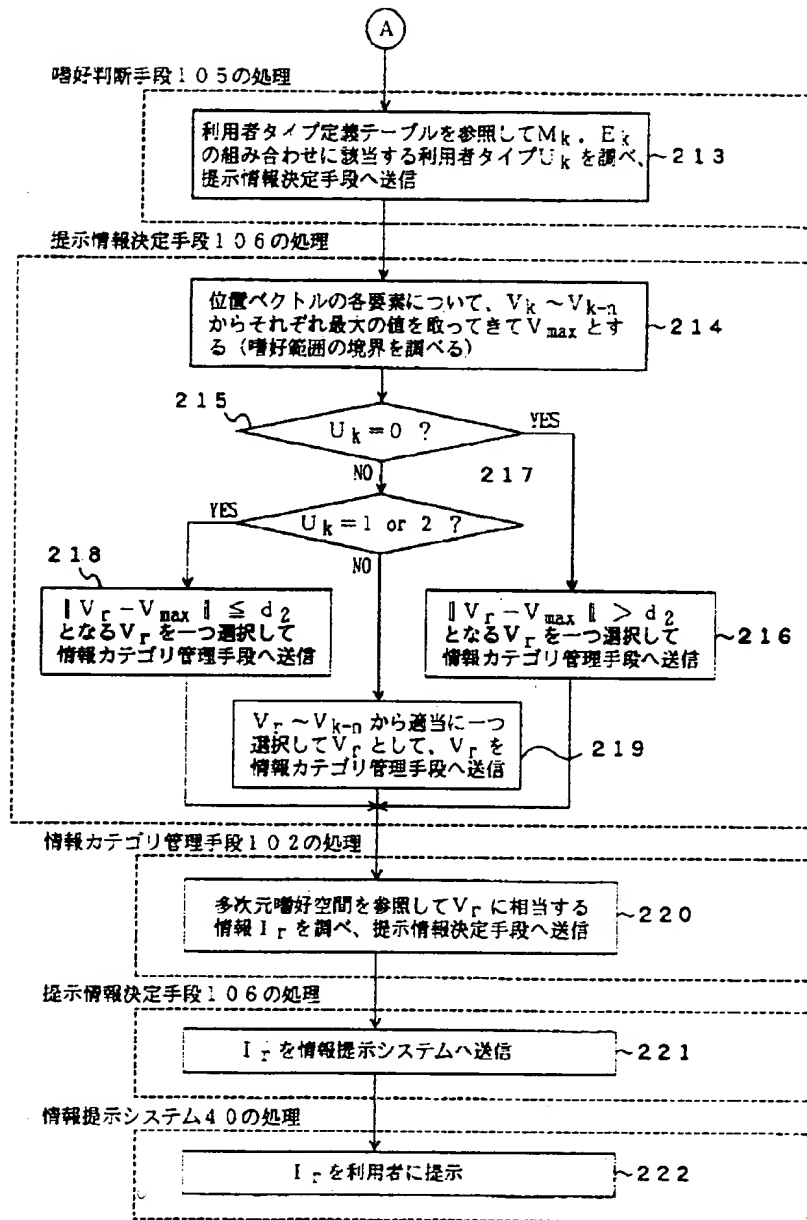 A
嗜好判断手段１０５の処理
利用者タイプ定義テーブルを参照してMk，Ek
の組み合わせに該当する利用者タイプUkを調べ、
提示情報決定手段へ送信
~213
提示情報決定手段１０６の処理
位置ベクトルの各要素について、Vk～Vk-n
からそれぞれ最大の値を取ってきてVmaxとす
る（嗜好範囲の境界を調べる）
~214
215
Uk＝0 ?
YES
NO
217
Uk＝1 or 2 ?
YES
NO
218
‖Vr－Vmax‖≦d2
となるVrを一つ選択して
情報カテゴリ管理手段へ送信
‖Vr－Vmax‖＞d2
となるVrを一つ選択して
情報カテゴリ管理手段へ送信
~216
Vr～Vk-nから適当に一つ
選択してVrとして、Vrを
情報カテゴリ管理手段へ送信
219
情報カテゴリ管理手段１０２の処理
多次元嗜好空間を参照してVrに相当する
情報Irを調べ、提示情報決定手段へ送信
~220
提示情報決定手段１０６の処理
Irを情報提示システムへ送信
~221
情報提示システム４０の処理
Irを利用者に提示
~222